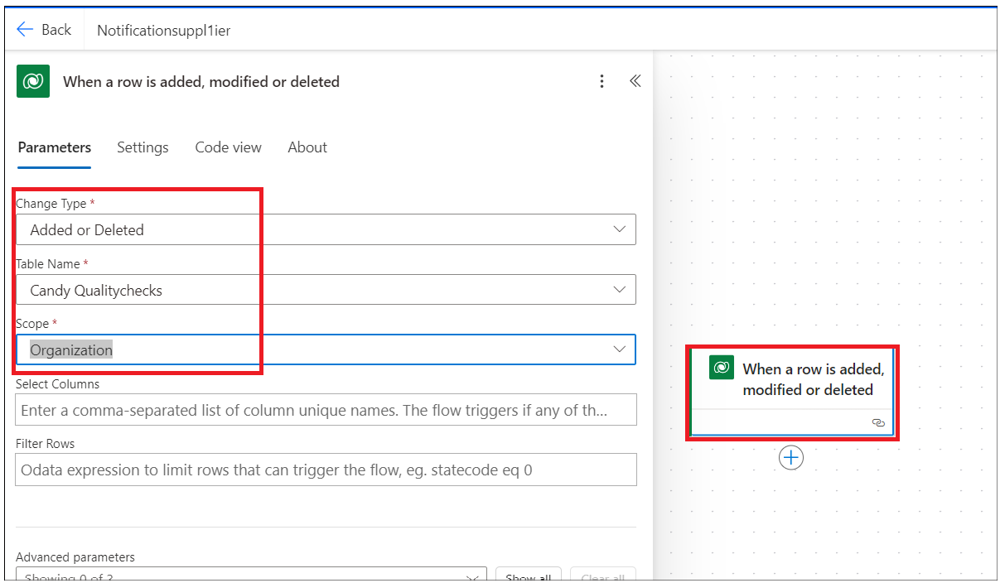 Back
Notificationsuppl1ier
When a row is added, modified or deleted
Parameters
Settings
Code view
About
Change Type *
Added or Deleted
Table Name *
Candy Qualitychecks
Scope *
Organization
Select Columns
Enter a comma-separated list of column unique names. The flow triggers if any of th...
Filter Rows
Odata expression to limit rows that can trigger the flow, eg. statecode eq 0
Advanced parameters
Showing 0 of 3
Show all
Clear all
When a row is added,
modified or deleted